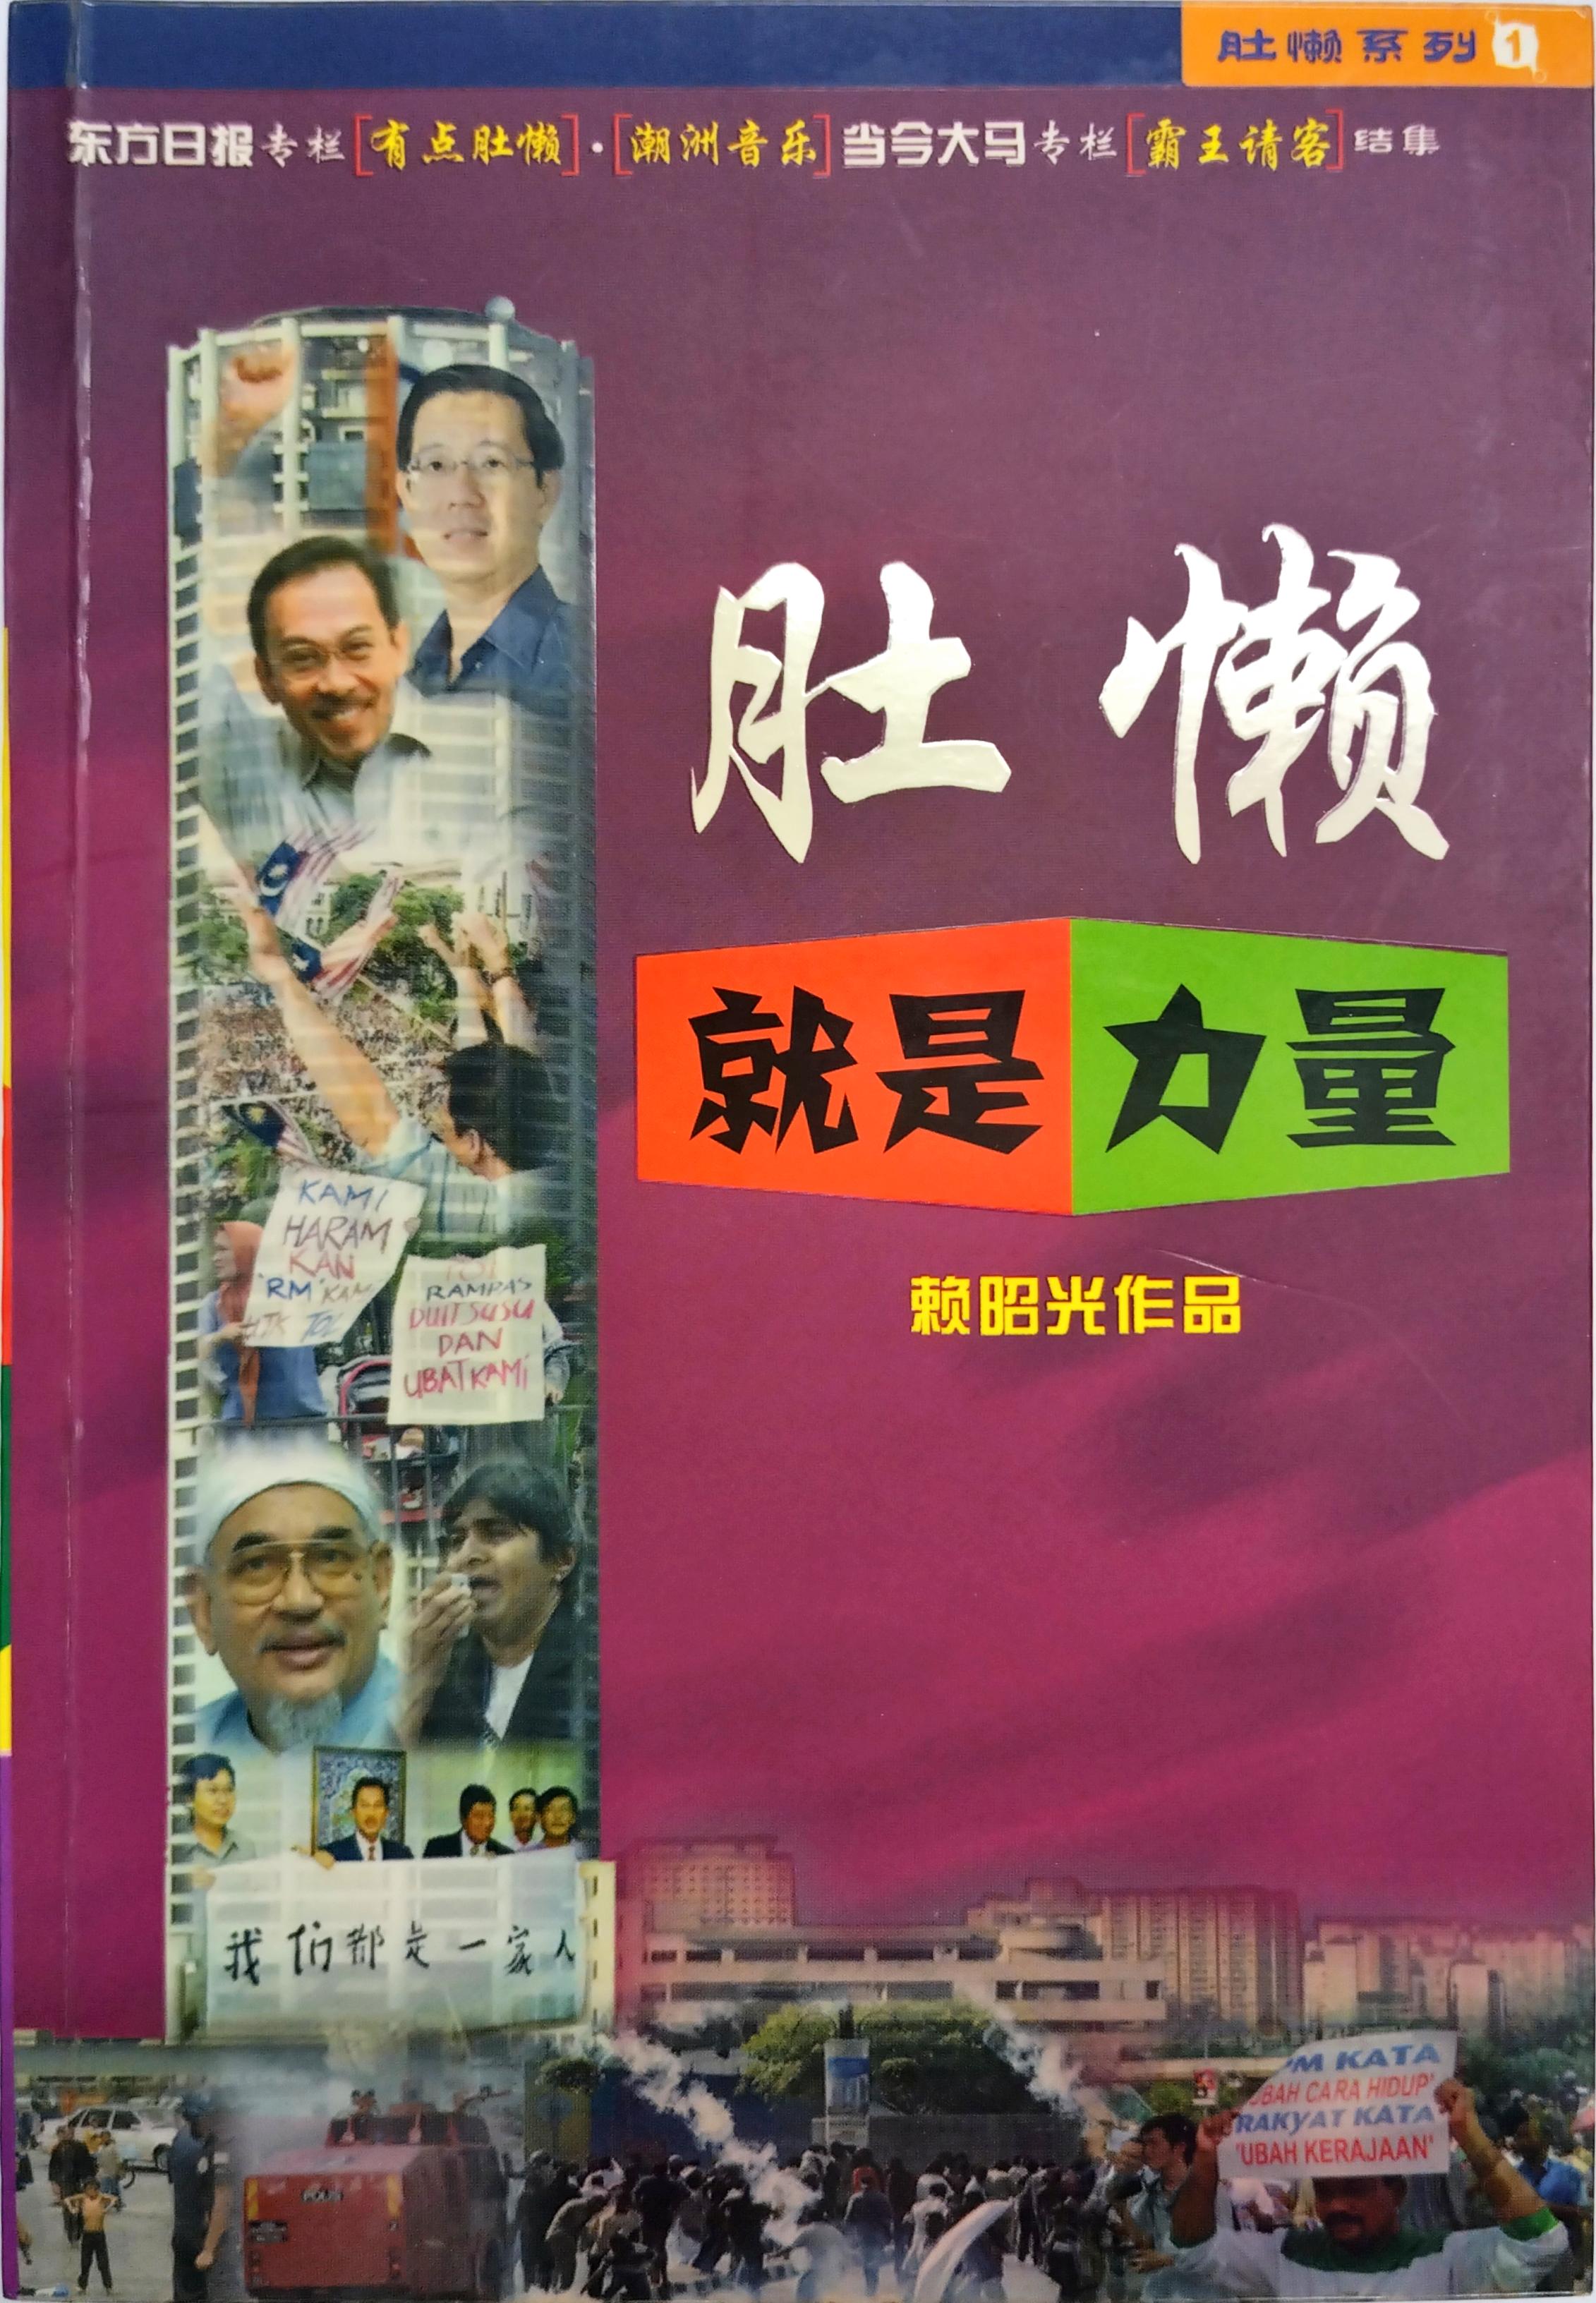 肚懒系列 1
东方日报专栏[有点肚懒]·[潮洲音乐]当今大马专栏[霸王请客]结集
肚懒
就是力量
赖昭光作品
KAMI
HARAM
KAN
'RM'
RAMPAS
DUIT SUSU
DAN
UBAT KAMI
我们都是一家人
POLIS
PM KATA
UBAH CARA HIDUP'
RAKYAT KATA
'UBAH KERAJAAN'